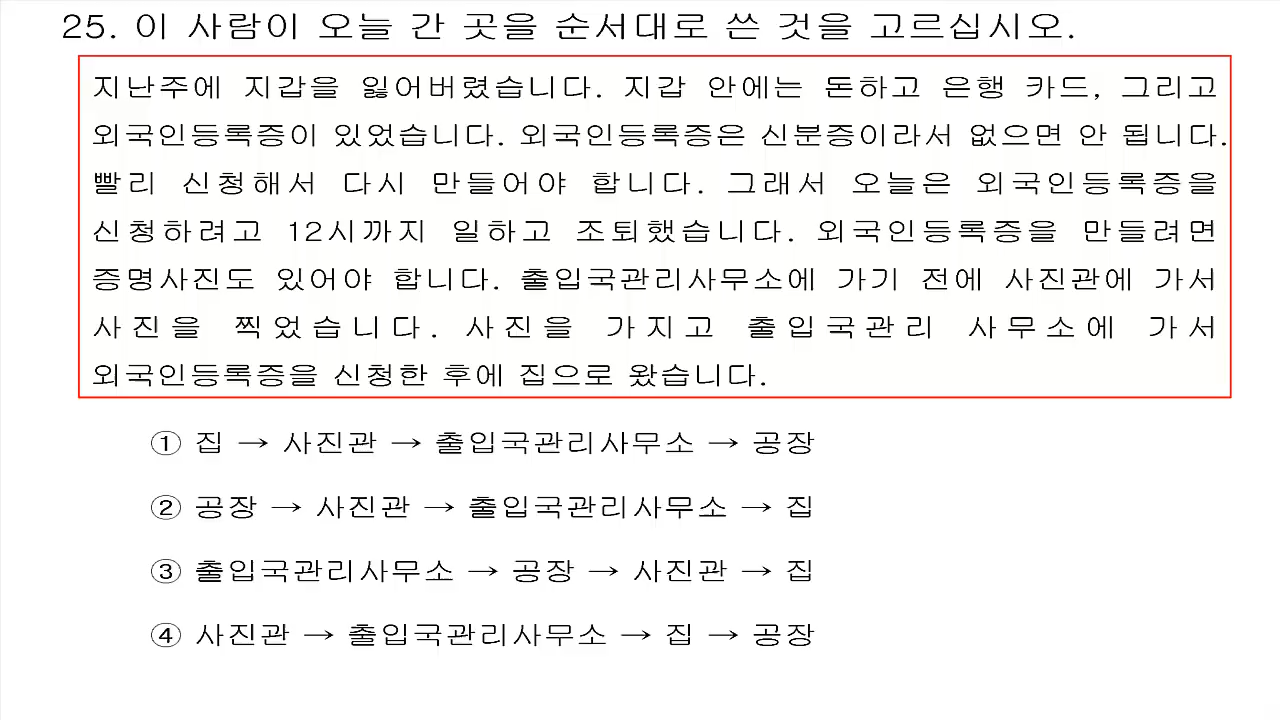 25. 이 사람이 오늘 간 곳을 순서대로 쓴 것을 고르십시오.
지난주에 지갑을 잃어버렸습니다. 지갑 안에는 돈하고 은행 카드, 그리고
외국인등록증이 있었습니다. 외국인등록증은 신분증이라서 없으면 안 됩니다.
빨리 신청해서 다시 만들어야 합니다. 그래서 오늘은 외국인등록증을
신청하려고 12시까지 일하고 조퇴했습니다. 외국인등록증을 만들려면
증명사진도 있어야 합니다. 출입국관리사무소에 가기 전에 사진관에 가서
사진을 찍었습니다. 사진을 가지고 출입국관리 사무소에 가서
외국인등록증을 신청한 후에 집으로 왔습니다.
① 집 → 사진관 → 출입국관리사무소 → 공장
② 공장 → 사진관 → 출입국관리사무소 → 집
③ 출입국관리사무소 → 공장 → 사진관 → 집
④ 사진관 → 출입국관리사무소 → 집 → 공장